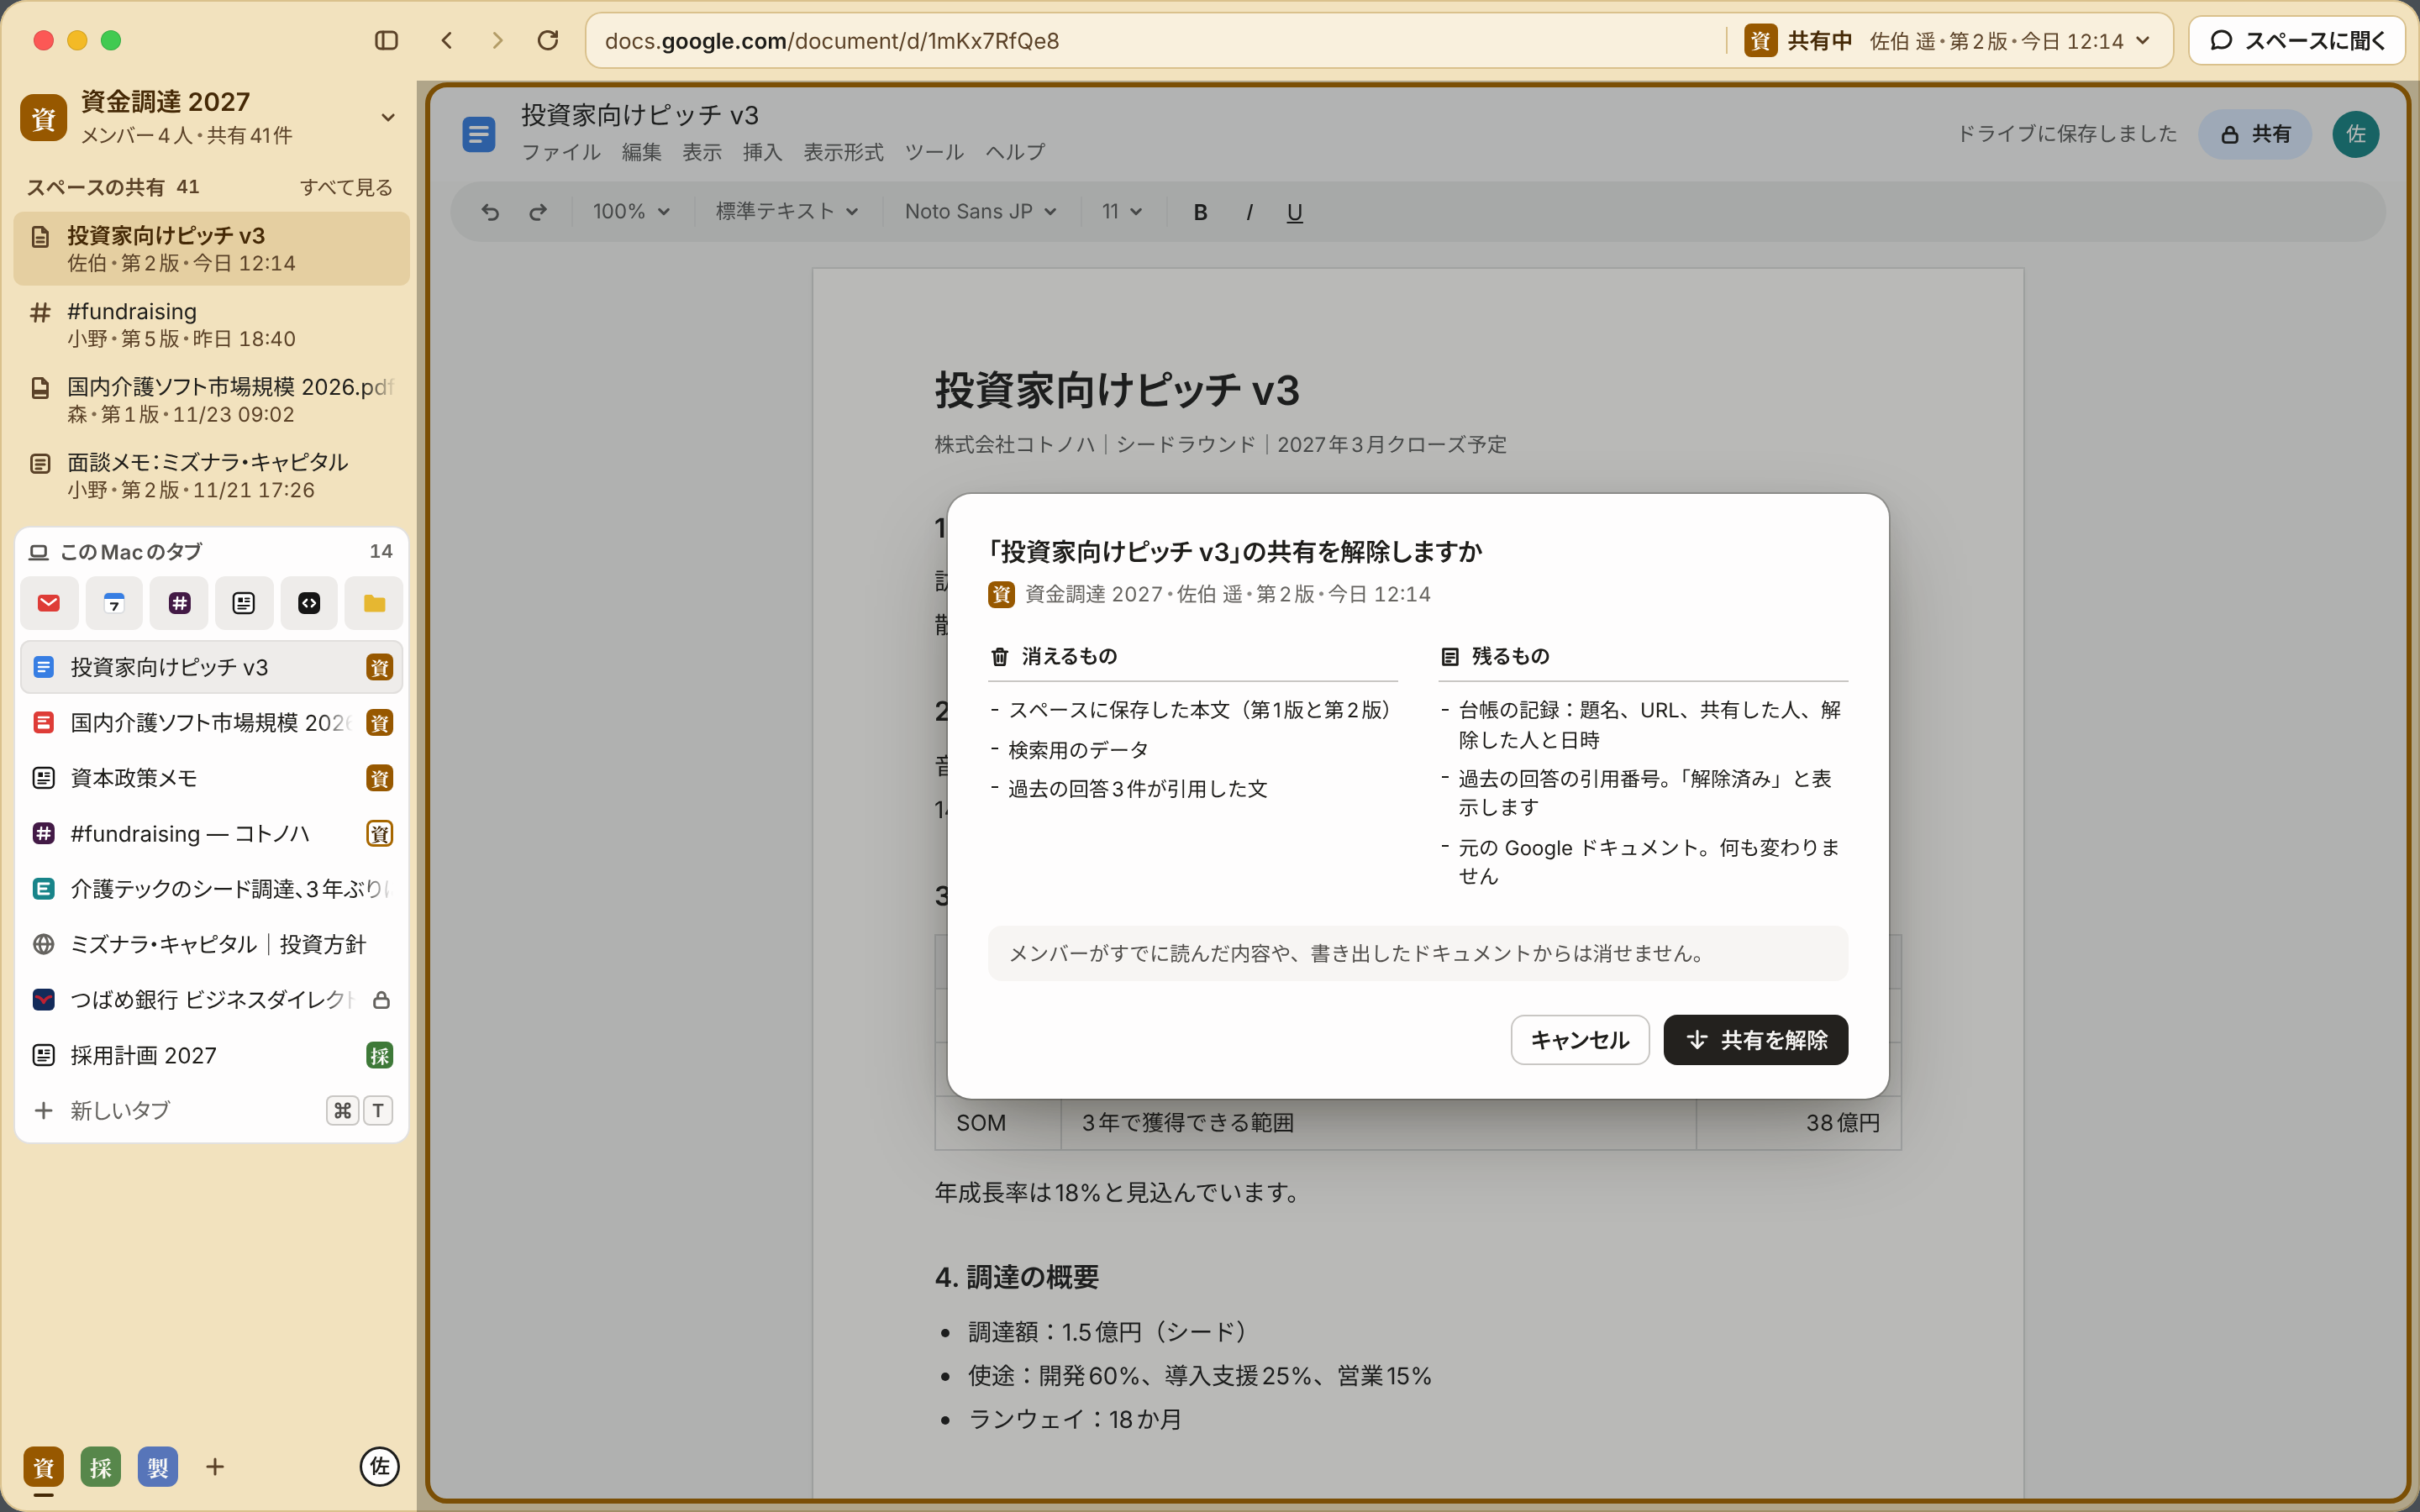 docs.google.com/document/d/1mKx7RfQe8
資 共有中 佐伯 遥・第2版・今日 12:14
スペースに聞く
資 資金調達 2027
メンバー4人・共有41件
スペースの共有 41 すべて見る
投資家向けピッチ v3
佐伯・第2版・今日 12:14
#fundraising
小野・第5版・昨日 18:40
国内介護ソフト市場規模 2026.pdf
森・第1版・11/23 09:02
面談メモ：ミズナラ・キャピタル
小野・第2版・11/21 17:26
このMacのタブ 14
7
投資家向けピッチ v3 資
国内介護ソフト市場規模 2026 資
資本政策メモ 資
#fundraising — コトノハ 資
介護テックのシード調達、3年ぶり
ミズナラ・キャピタル｜投資方針
つばめ銀行 ビジネスダイレクト
採用計画 2027 採
新しいタブ ⌘ T
資 採 製 + 佐
投資家向けピッチ v3
ファイル 編集 表示 挿入 表示形式 ツール ヘルプ
ドライブに保存しました
共有
佐
100% 標準テキスト Noto Sans JP 11 B I U
投資家向けピッチ v3
株式会社コトノハ｜シードラウンド｜2027年3月クローズ予定
「投資家向けピッチ v3」の共有を解除しますか
資 資金調達 2027・佐伯 遥・第2版・今日 12:14
消えるもの
- スペースに保存した本文（第1版と第2版）
- 検索用のデータ
- 過去の回答3件が引用した文
残るもの
- 台帳の記録：題名、URL、共有した人、解
除した人と日時
- 過去の回答の引用番号。「解除済み」と表
示します
- 元の Google ドキュメント。何も変わりま
せん
メンバーがすでに読んだ内容や、書き出したドキュメントからは消せません。
キャンセル
共有を解除
SOM 3年で獲得できる範囲 38億円
年成長率は18%と見込んでいます。
4. 調達の概要
• 調達額：1.5億円（シード）
• 使途：開発60%、導入支援25%、営業15%
• ランウェイ：18か月